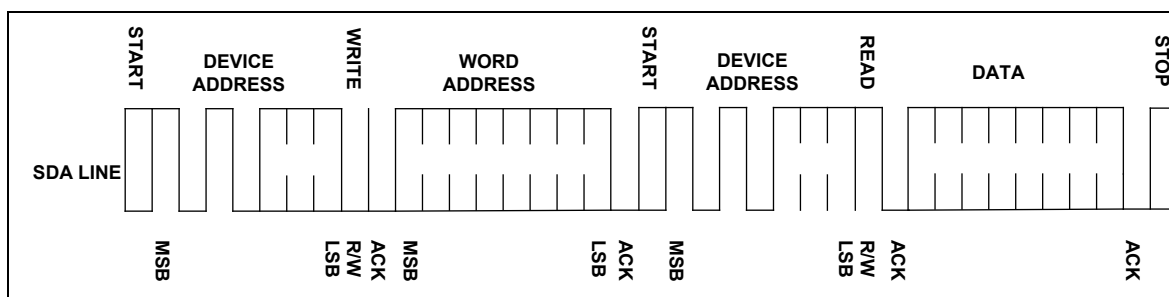 START DEVICE ADDRESS WRITE WORD ADDRESS START DEVICE ADDRESS READ DATA STOP
SDA LINE
MSB LSB R/W ACK MSB LSB ACK MSB LSB R/W ACK ACK